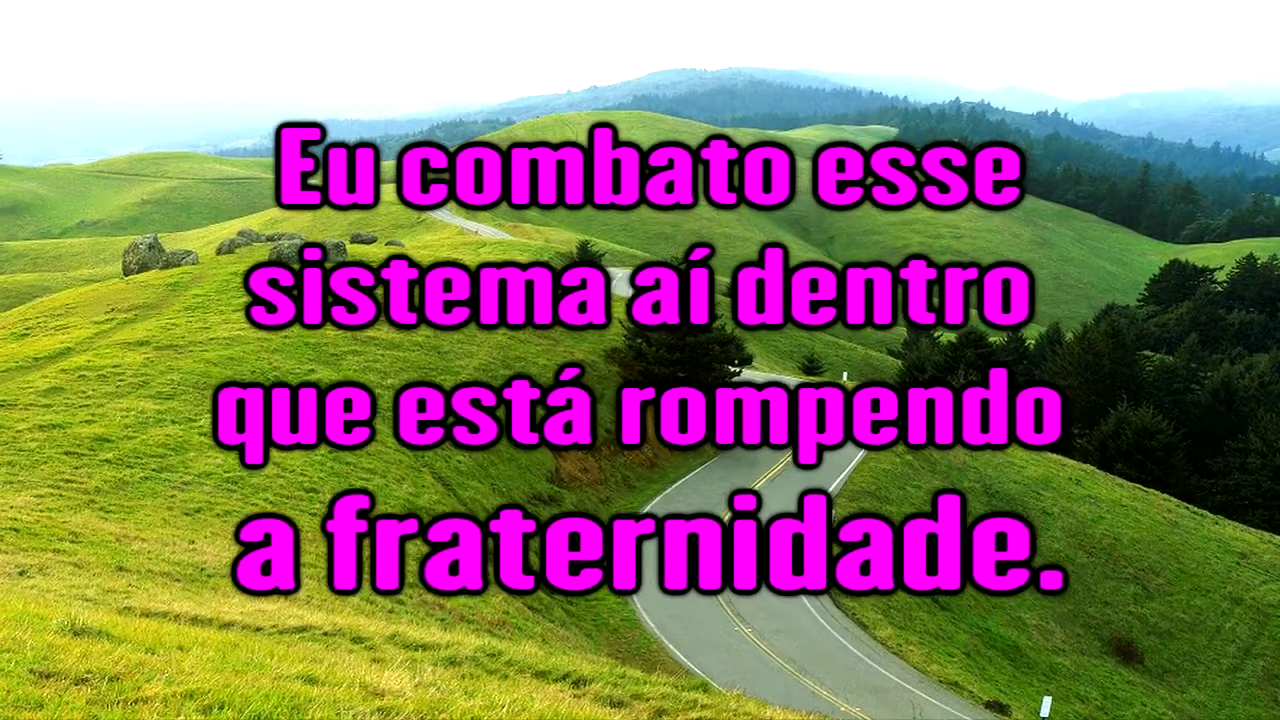 Eu combato esse
sistema aí dentro
que está rompendo
a fraternidade.